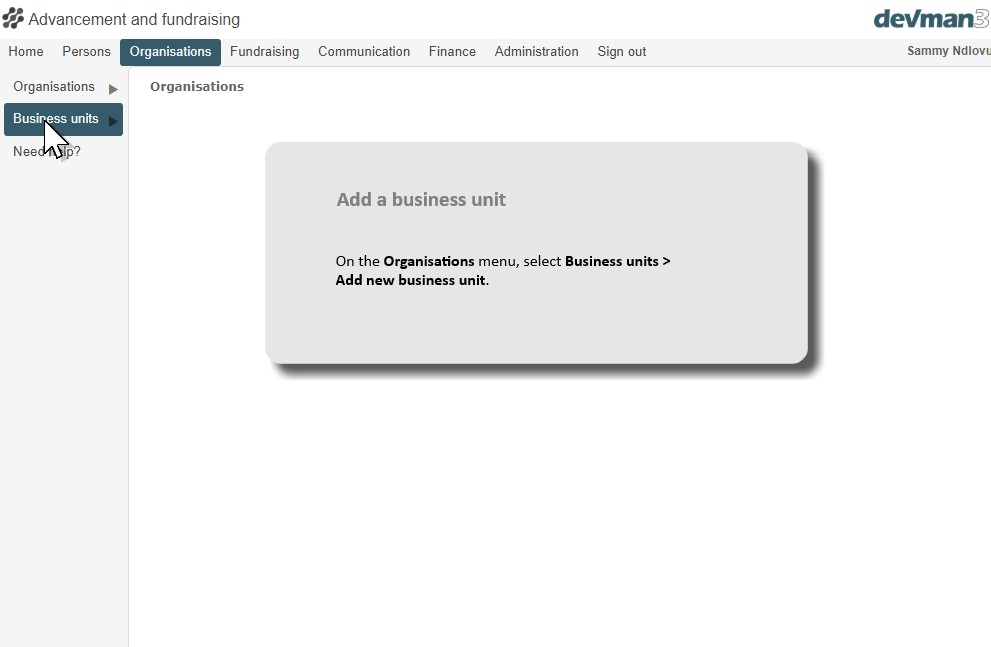 Advancement and fundraising
devman3
Home Persons Organisations Fundraising Communication Finance Administration Sign out Sammy Ndlovu
Organisations
Organisations
Business units
Need
Add a business unit
On the Organisations menu, select Business units >
Add new business unit.